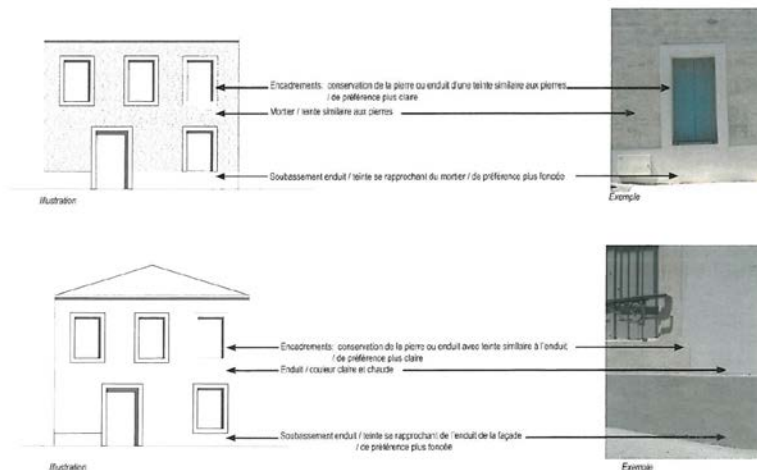 Encadrements: conservation de la pierre ou enduit d'une teinte similaire aux pierres
/ de préférence plus claire
Mortier / teinte similaire aux pierres
Soubassement enduit / teinte se rapprochant du mortier / de préférence plus foncée
Illustration
Exemple
Encadrements: conservation de la pierre ou enduit avec teinte similaire à l'enduit,
/ de préférence plus claire
Enduit / couleur claire et chaude
Soubassement enduit / teinte se rapprochant de l'enduit de la façade
/ de préférence plus foncée
Illustration
Exemple